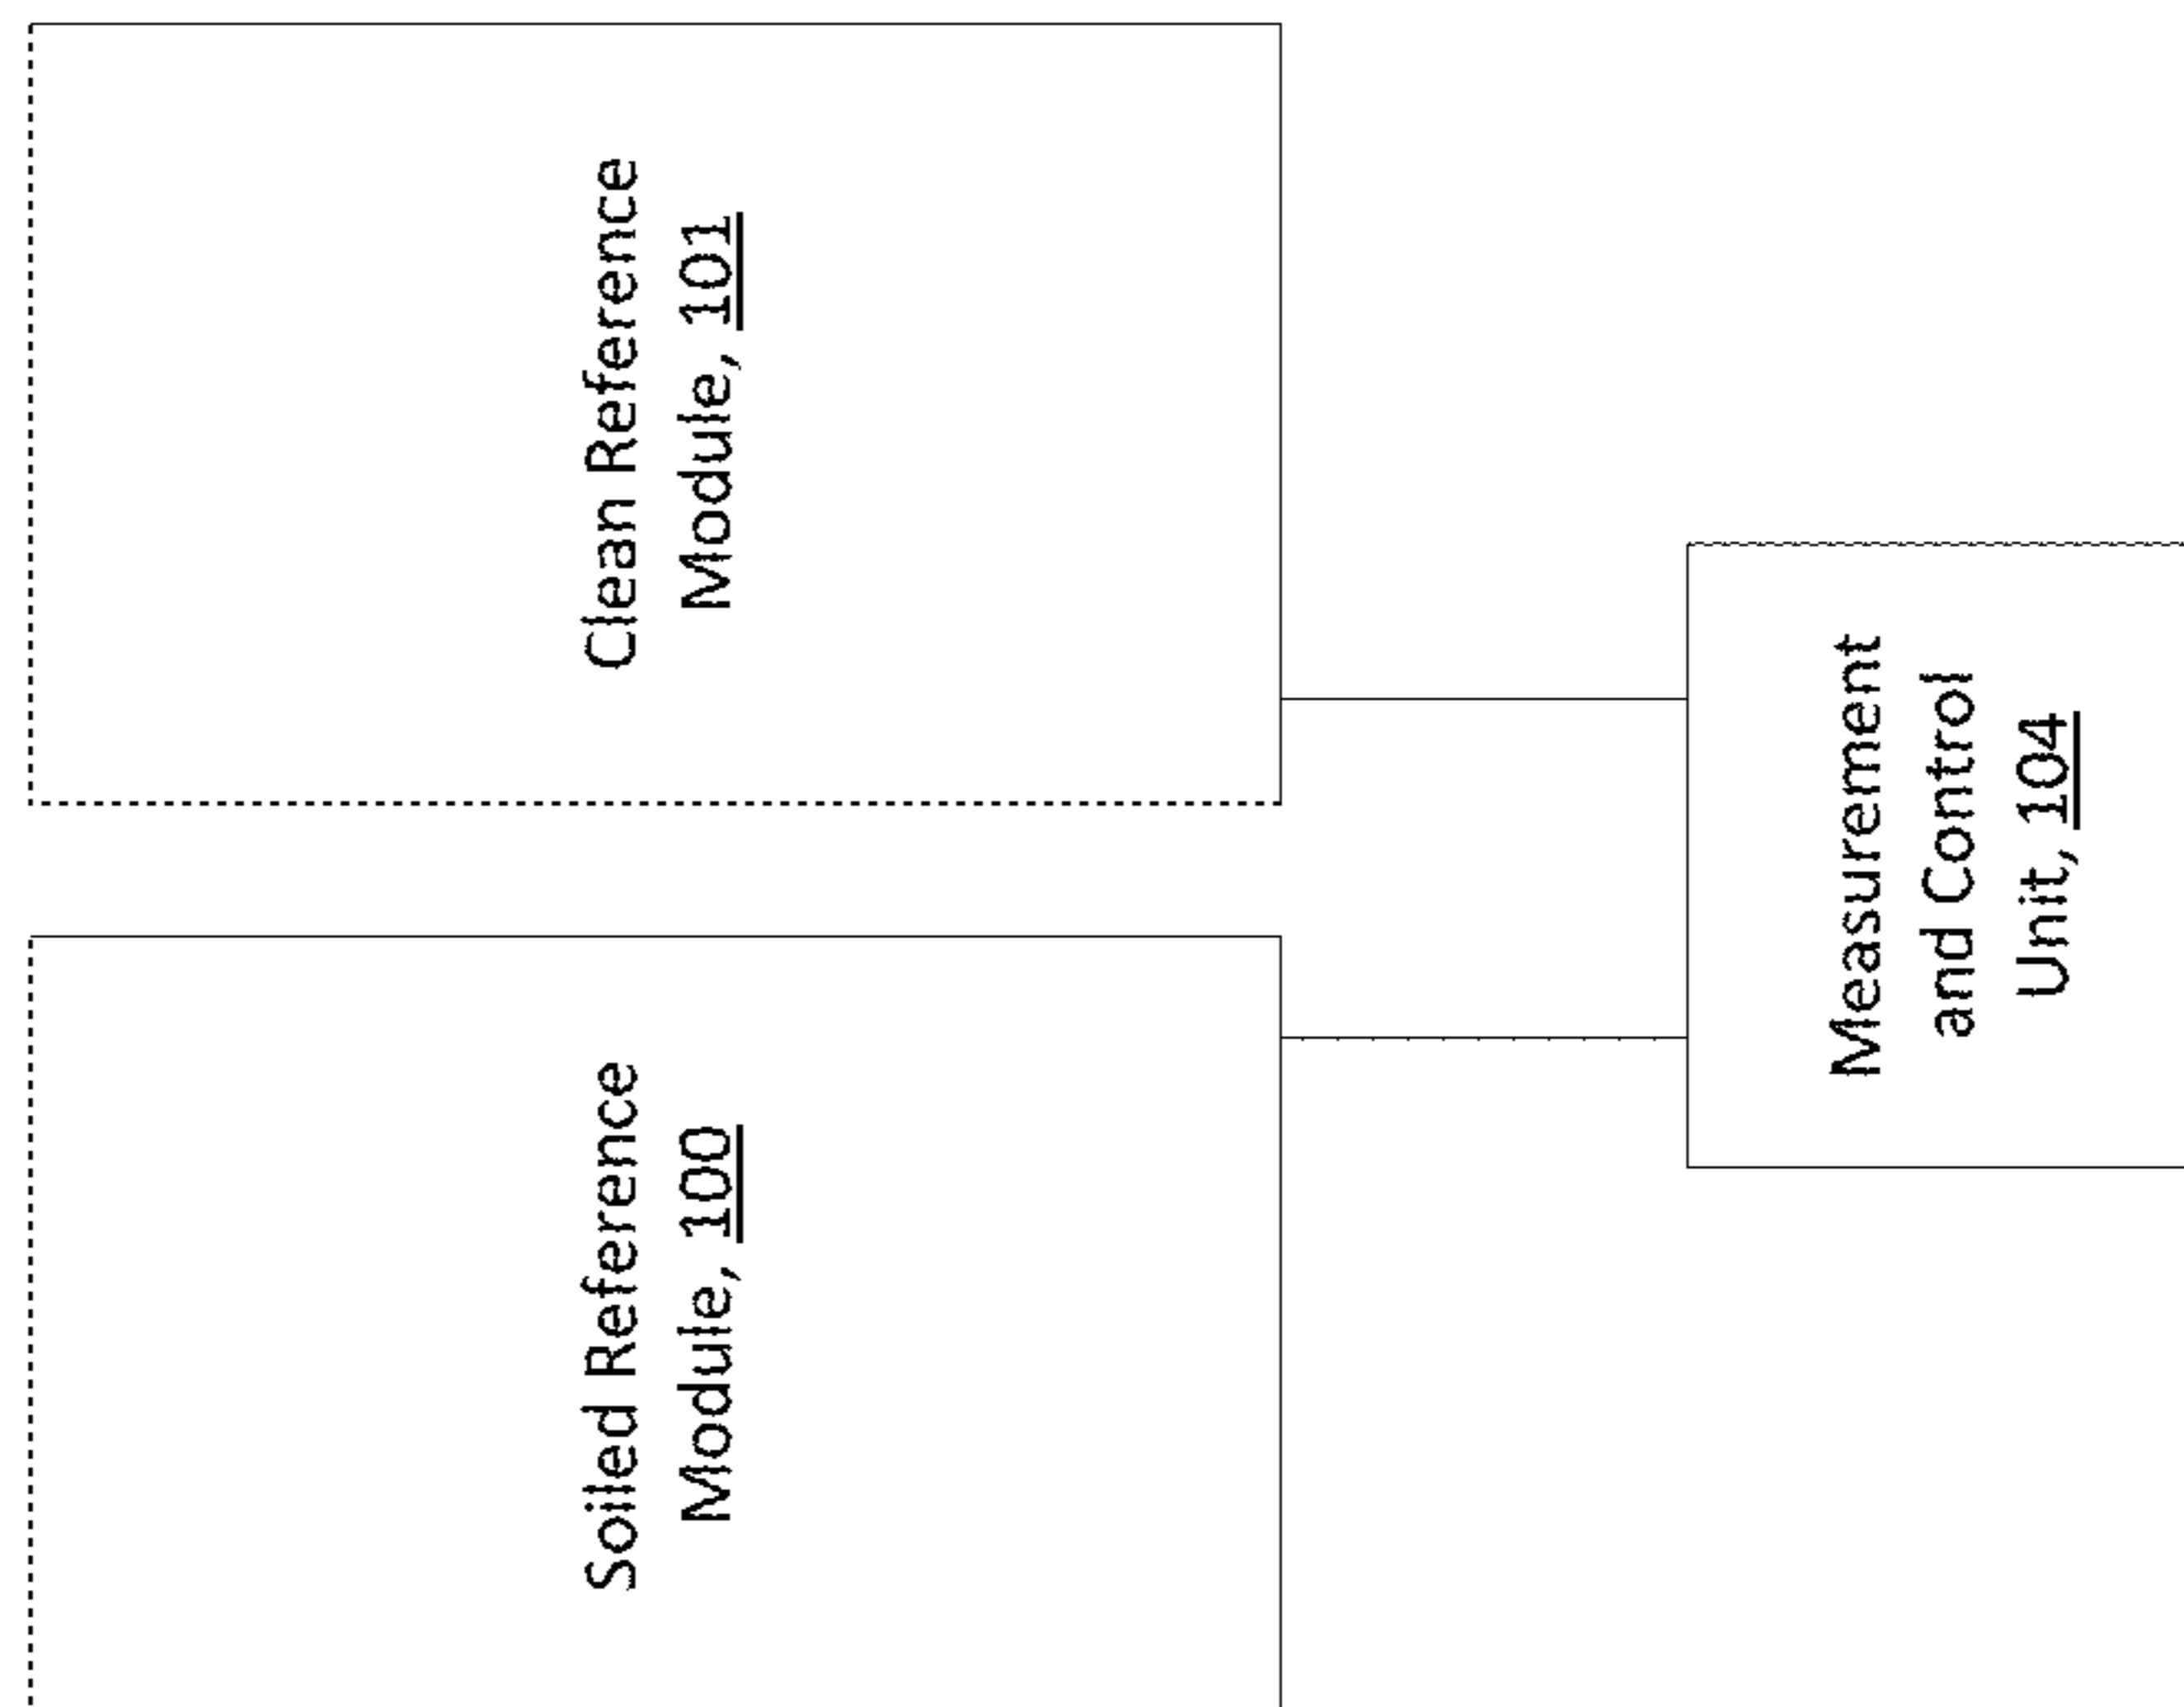 Soiled Reference
Module, 100
Clean Reference
Module, 101
Measurement
and Control
Unit, 104